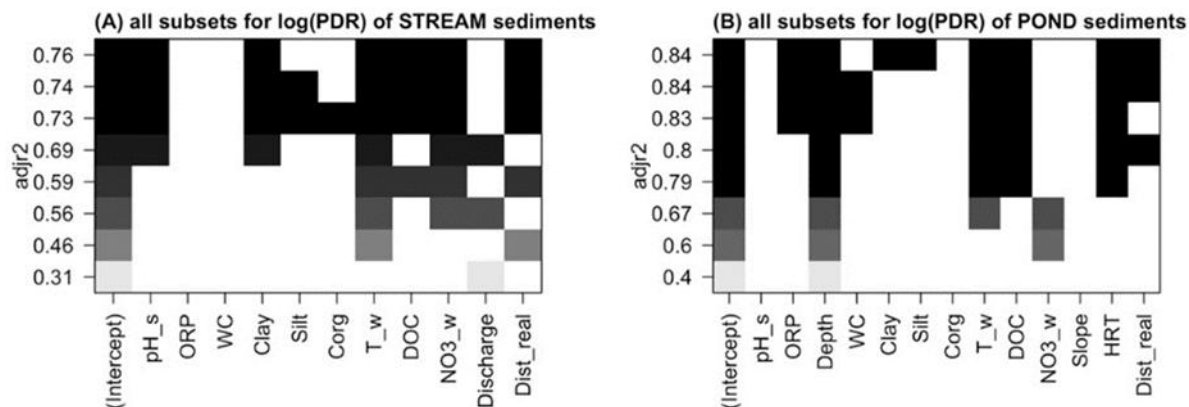 (A) all subsets for log(PDR) of STREAM sediments
0.76
0.74
0.73
0.69
0.59
0.56
0.46
0.31
adjr2
(Intercept)
pH_s
ORP
WC
Clay
Silt
Corg
T_w
DOC
NO3_w
Discharge
Dist_real
(B) all subsets for log(PDR) of POND sediments
0.84
0.84
0.83
0.8
0.79
0.67
0.6
0.4
adjr2
(Intercept)
pH_s
ORP
Depth
WC
Clay
Silt
Corg
T_w
DOC
NO3_w
Slope
HRT
Dist_real